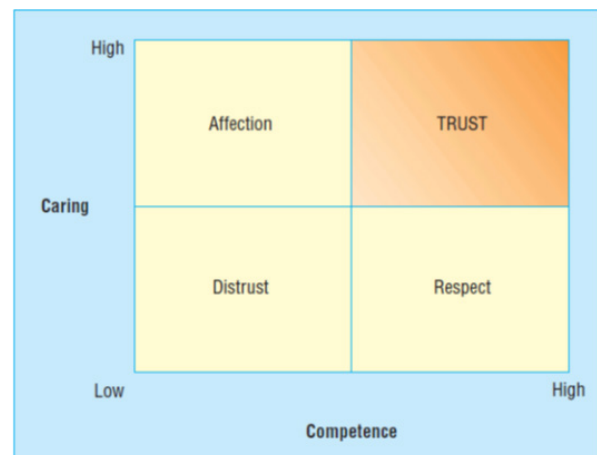 High
Affection
TRUST
Caring
Distrust
Respect
Low
High
Competence